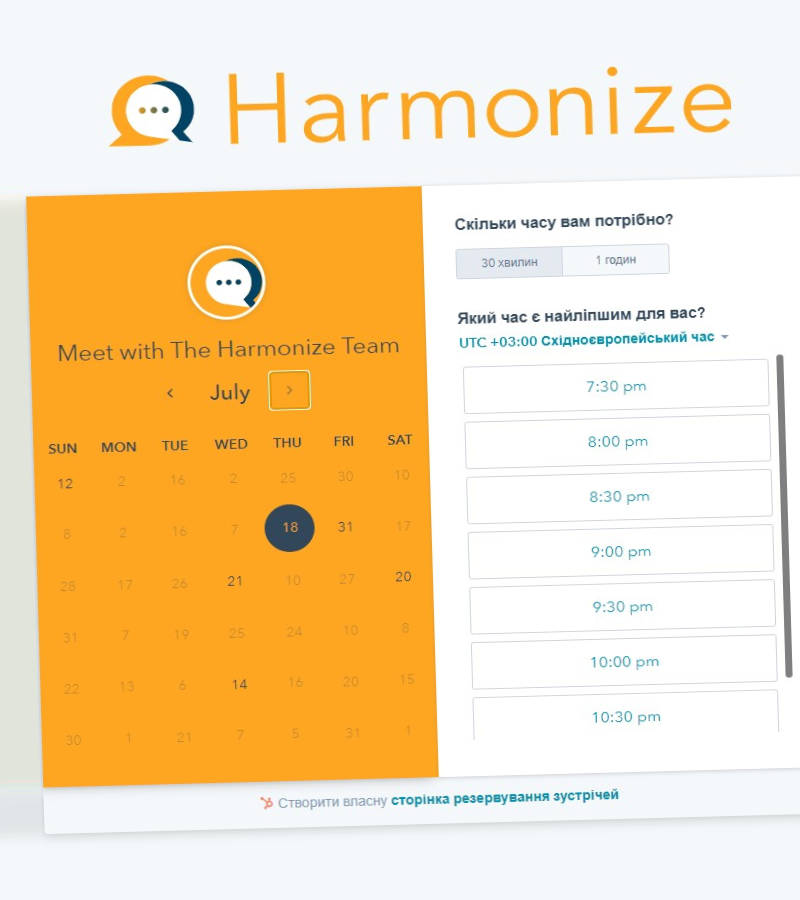 Harmonize
Meet with The Harmonize Team
July
SUN MON TUE WED THU FRI SAT
12 2 16 2 25 30 10
8 2 16 7 18 31 17
28 17 26 21 10 27 20
31 7 19 25 24 10 8
22 13 6 14 16 20 15
30 1 21 7 5 31 1
Скільки часу вам потрібно?
30 хвилин 1 годин
Який час є найліпшим для вас?
UTC +03:00 Східноєвропейський час
7:30 pm
8:00 pm
8:30 pm
9:00 pm
9:30 pm
10:00 pm
10:30 pm
Створити власну сторінка резервування зустрічей